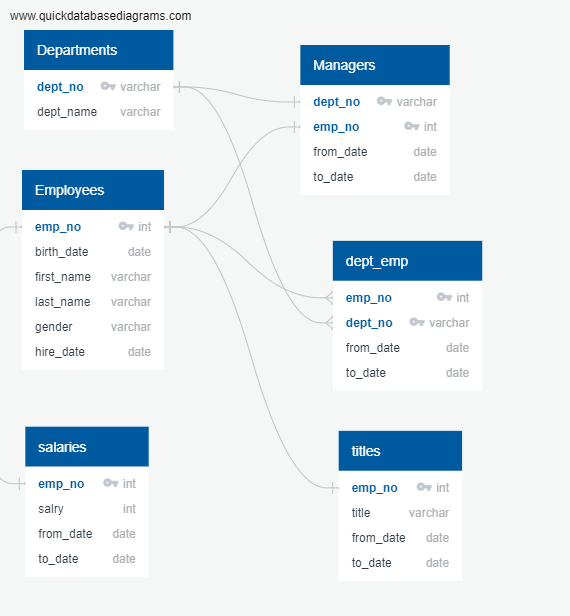 www.quickdatabasediagrams.com
Departments
dept_no varchar
dept_name varchar
Managers
dept_no varchar
emp_no int
from_date date
to_date date
Employees
emp_no int
birth_date date
first_name varchar
last_name varchar
gender varchar
hire_date date
dept_emp
emp_no int
dept_no varchar
from_date date
to_date date
salaries
emp_no int
salry int
from_date date
to_date date
titles
emp_no int
title varchar
from_date date
to_date date